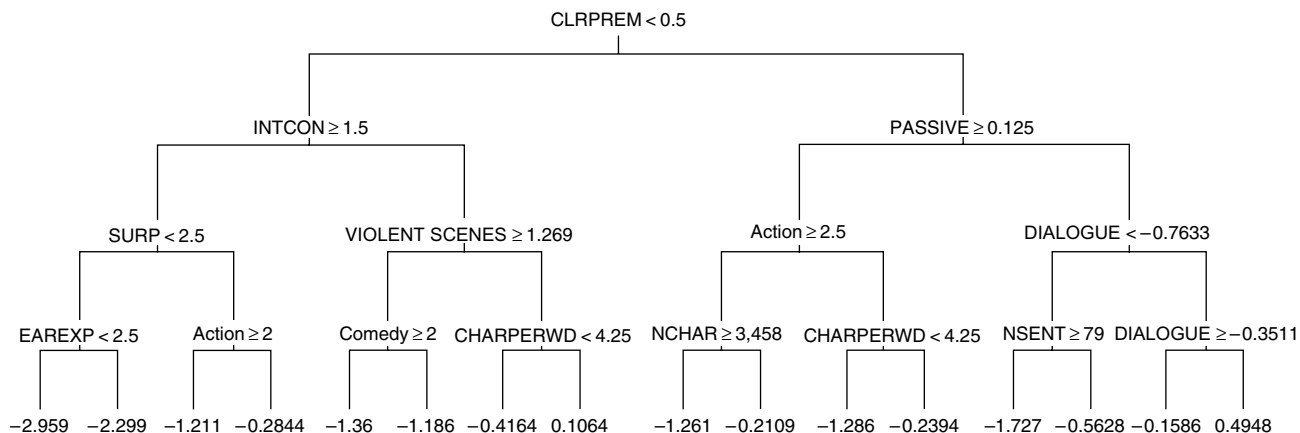 CLRPREM < 0.5
INTCON ≥ 1.5 PASSIVE ≥ 0.125
SURP < 2.5 VIOLENT SCENES ≥ 1.269 Action ≥ 2.5 DIALOGUE < −0.7633
EAREXP < 2.5 Action ≥ 2 Comedy ≥ 2 CHARPERWD < 4.25 NCHAR ≥ 3,458 CHARPERWD < 4.25 NSENT ≥ 79 DIALOGUE ≥ −0.3511
−2.959 −2.299 −1.211 −0.2844 −1.36 −1.186 −0.4164 0.1064 −1.261 −0.2109 −1.286 −0.2394 −1.727 −0.5628 −0.1586 0.4948